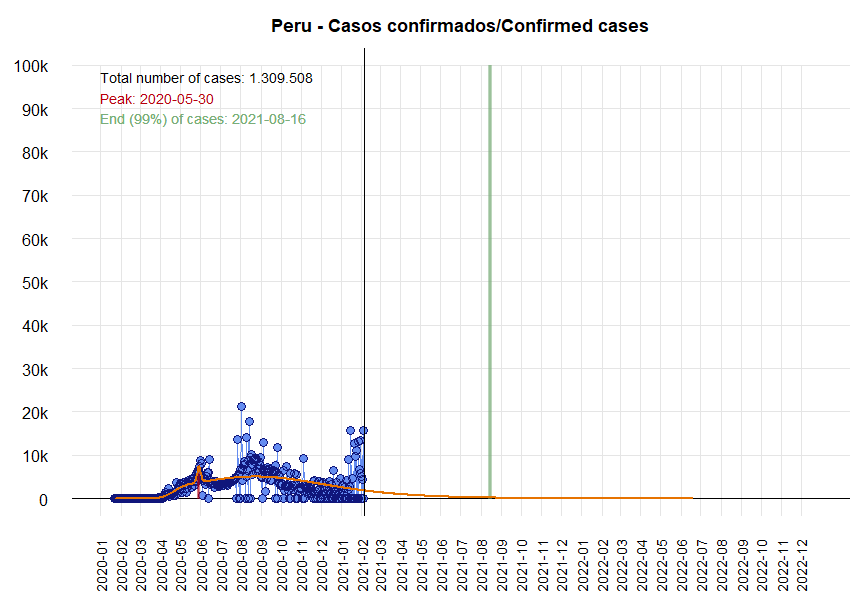 Peru - Casos confirmados/Confirmed cases
100k
90k
80k
70k
60k
50k
40k
30k
20k
10k
0
Total number of cases: 1.309.508
Peak: 2020-05-30
End (99%) of cases: 2021-08-16
2020-01
2020-02
2020-03
2020-04
2020-05
2020-06
2020-07
2020-08
2020-09
2020-10
2020-11
2020-12
2021-01
2021-02
2021-03
2021-04
2021-05
2021-06
2021-07
2021-08
2021-09
2021-10
2021-11
2021-12
2022-01
2022-02
2022-03
2022-04
2022-05
2022-06
2022-07
2022-08
2022-09
2022-10
2022-11
2022-12